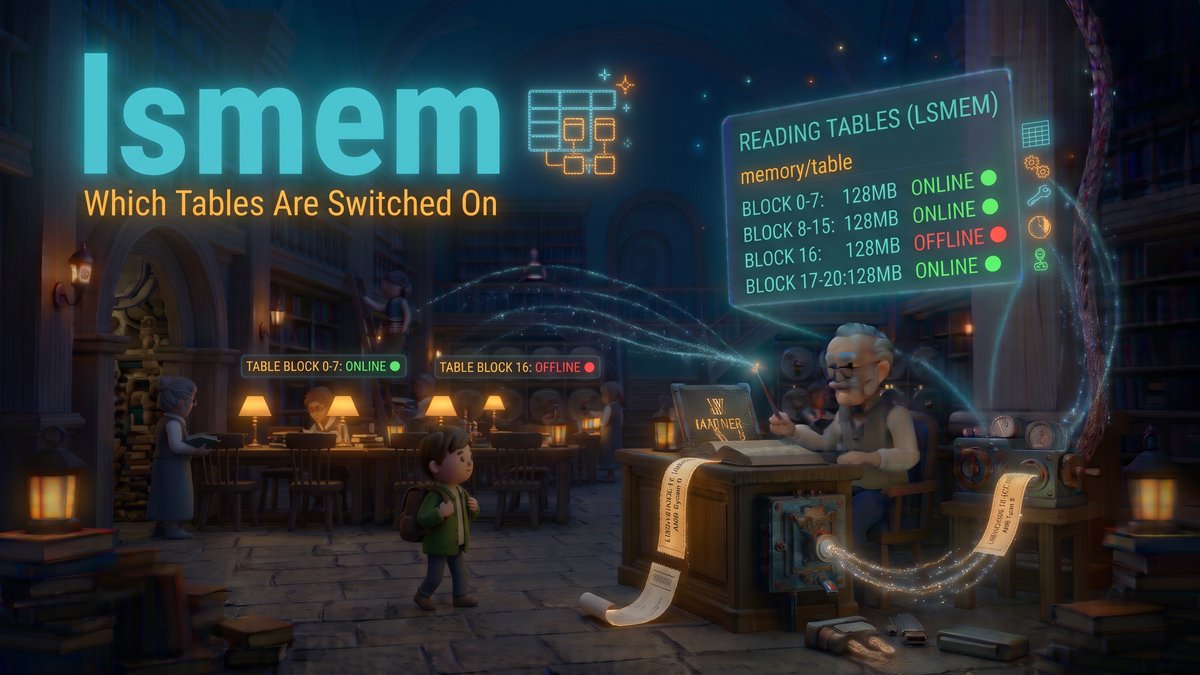 lsmem
Which Tables Are Switched On
READING TABLES (LSMEM)
memory/table
BLOCK 0-7: 128MB ONLINE
BLOCK 8-15: 128MB ONLINE
BLOCK 16: 128MB OFFLINE
BLOCK 17-20:128MB ONLINE
TABLE BLOCK 0-7: ONLINE
TABLE BLOCK 16: OFFLINE